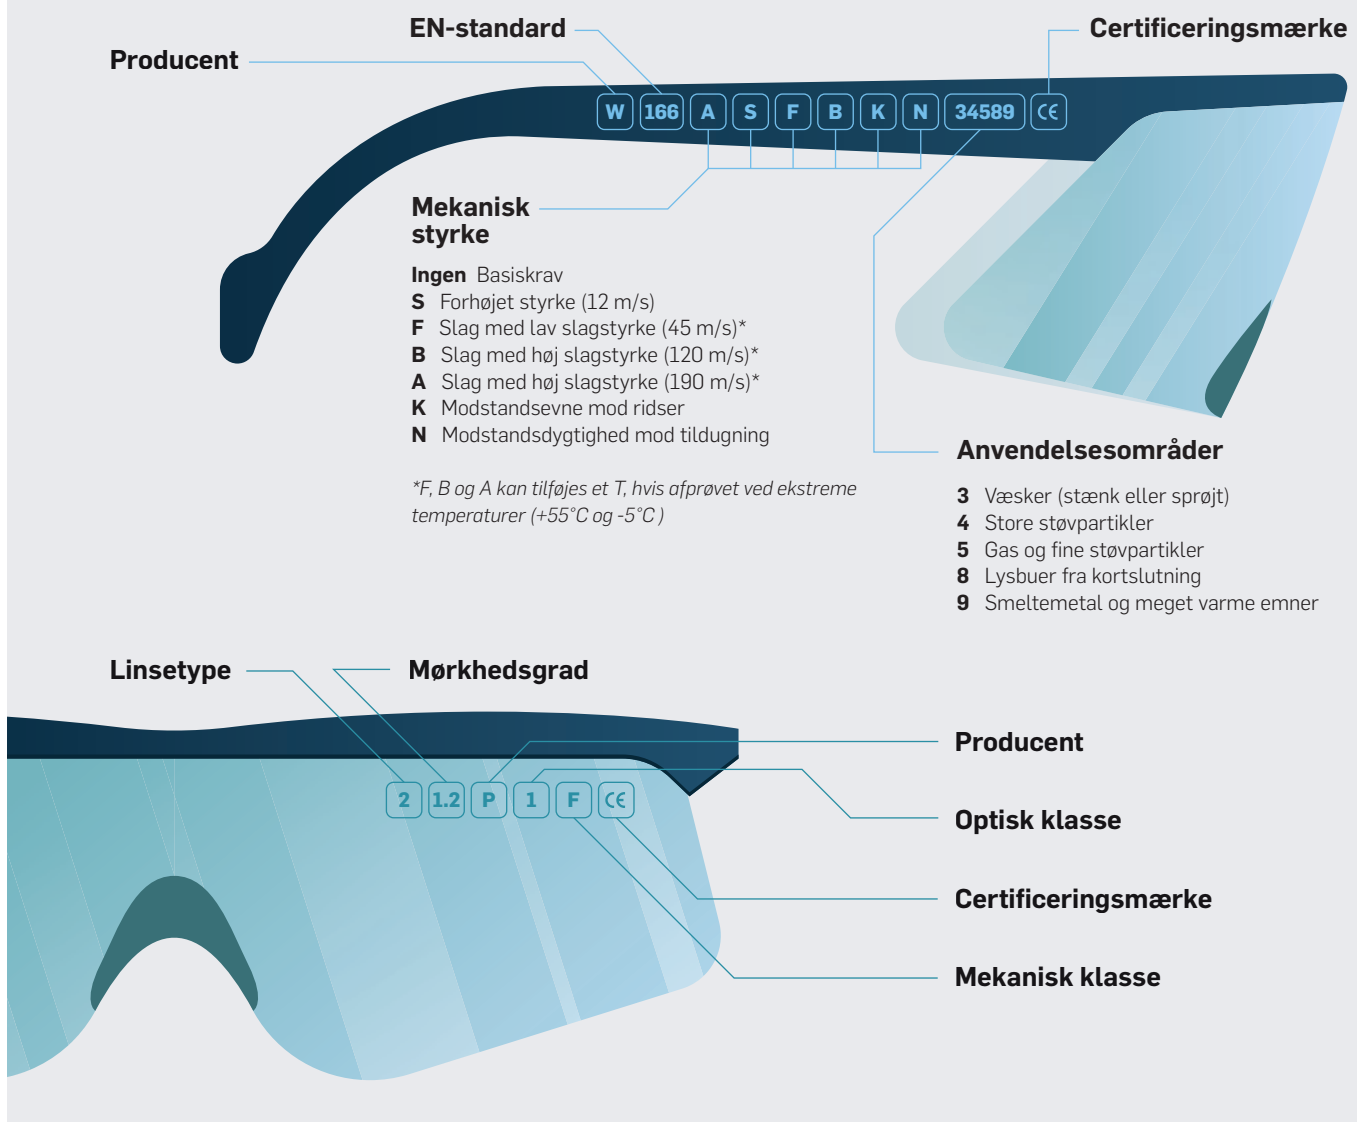 EN-standard
Certificeringsmærke
Producent
W 166 A S F B K N 34589 CE
Mekanisk
styrke
Ingen Basiskrav
S Forhøjet styrke (12 m/s)
F Slag med lav slagstyrke (45 m/s)*
B Slag med høj slagstyrke (120 m/s)*
A Slag med høj slagstyrke (190 m/s)*
K Modstandsevne mod ridser
N Modstandsdygtighed mod tildugning
*F, B og A kan tilføjes et T, hvis afprøvet ved ekstreme
temperaturer (+55°C og -5°C )
Anvendelsesområder
3 Væsker (stænk eller sprøjt)
4 Store støvpartikler
5 Gas og fine støvpartikler
8 Lysbuer fra kortslutning
9 Smeltemetal og meget varme emner
Linsetype
Mørkhedsgrad
2 1.2 P 1 F CE
Producent
Optisk klasse
Certificeringsmærke
Mekanisk klasse